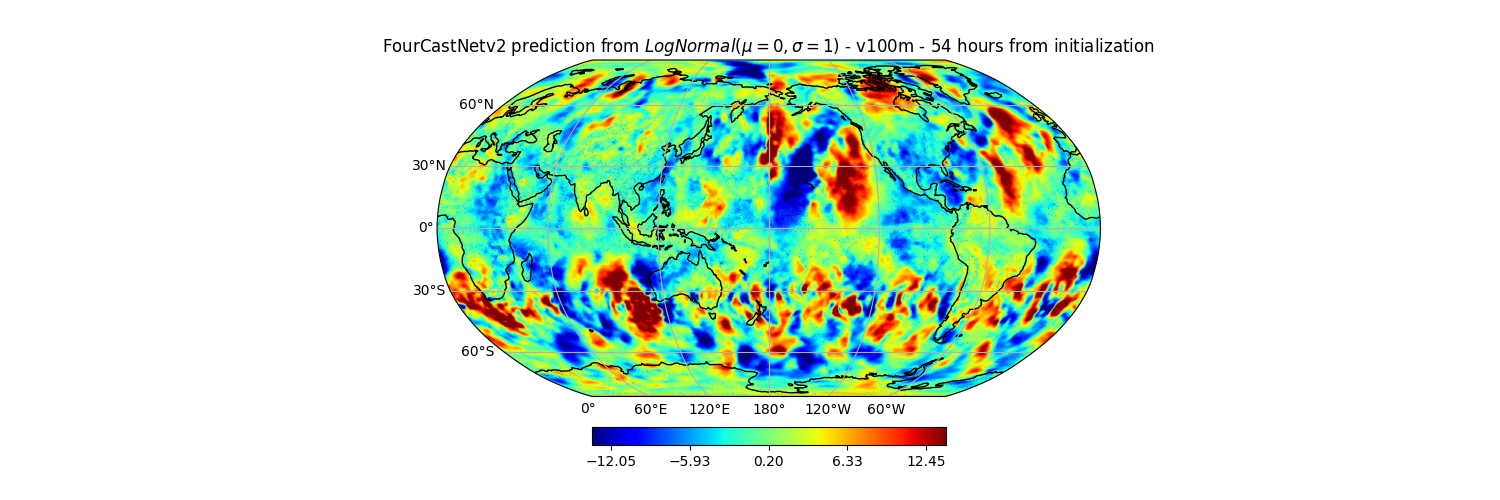 FourCastNetv2 prediction from LogNormal(μ = 0, σ = 1) - v100m - 54 hours from initialization
60°N
30°N
0°
30°S
60°S
0° 60°E 120°E 180° 120°W 60°W
−12.05 −5.93 0.20 6.33 12.45